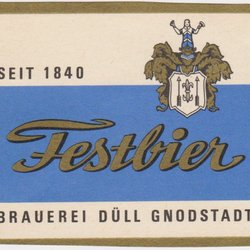 SEIT 1840
Festbier
BRAUEREI DÜLL GNODSTADT